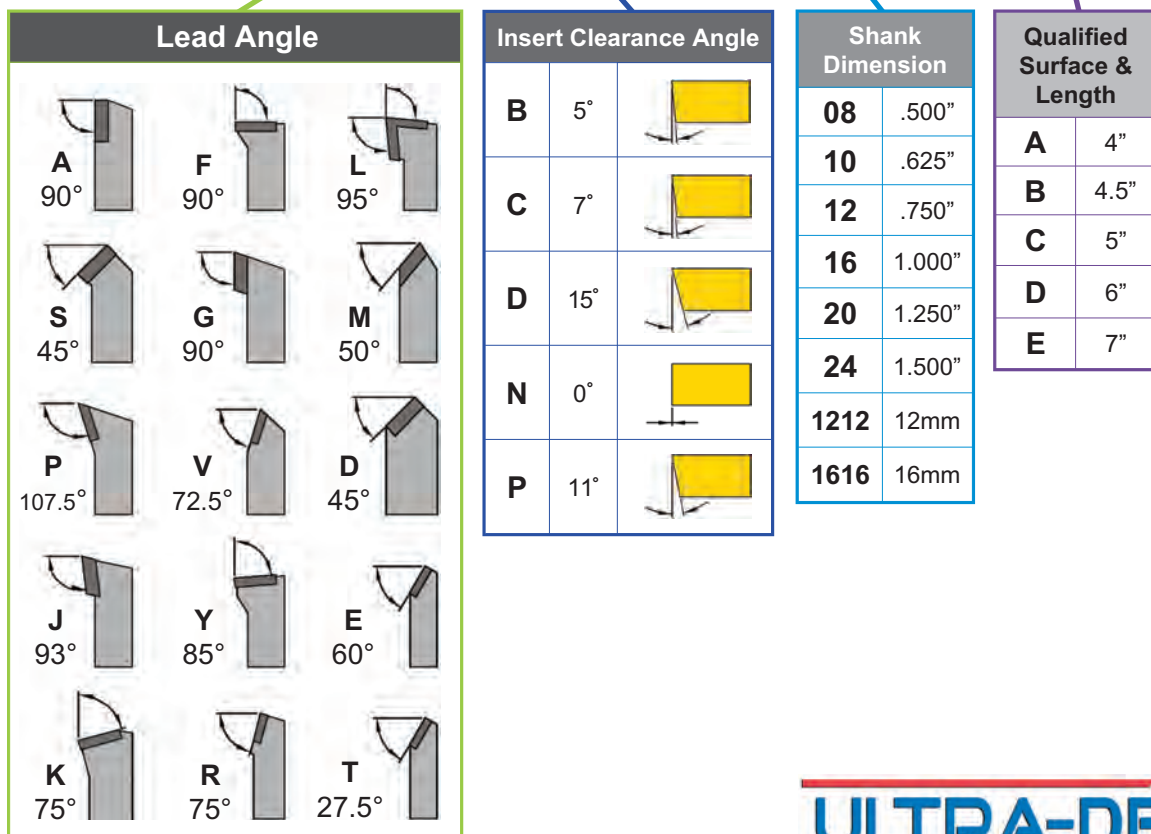 Lead Angle
A
90°
F
90°
L
95°
S
45°
G
90°
M
50°
P
107.5°
V
72.5°
D
45°
J
93°
Y
85°
E
60°
K
75°
R
75°
T
27.5°
Insert Clearance Angle
B 5˚
C 7˚
D 15˚
N 0˚
P 11˚
Shank
Dimension
08 .500”
10 .625”
12 .750”
16 1.000”
20 1.250”
24 1.500”
1212 12mm
1616 16mm
Qualified
Surface &
Length
A 4”
B 4.5”
C 5”
D 6”
E 7”